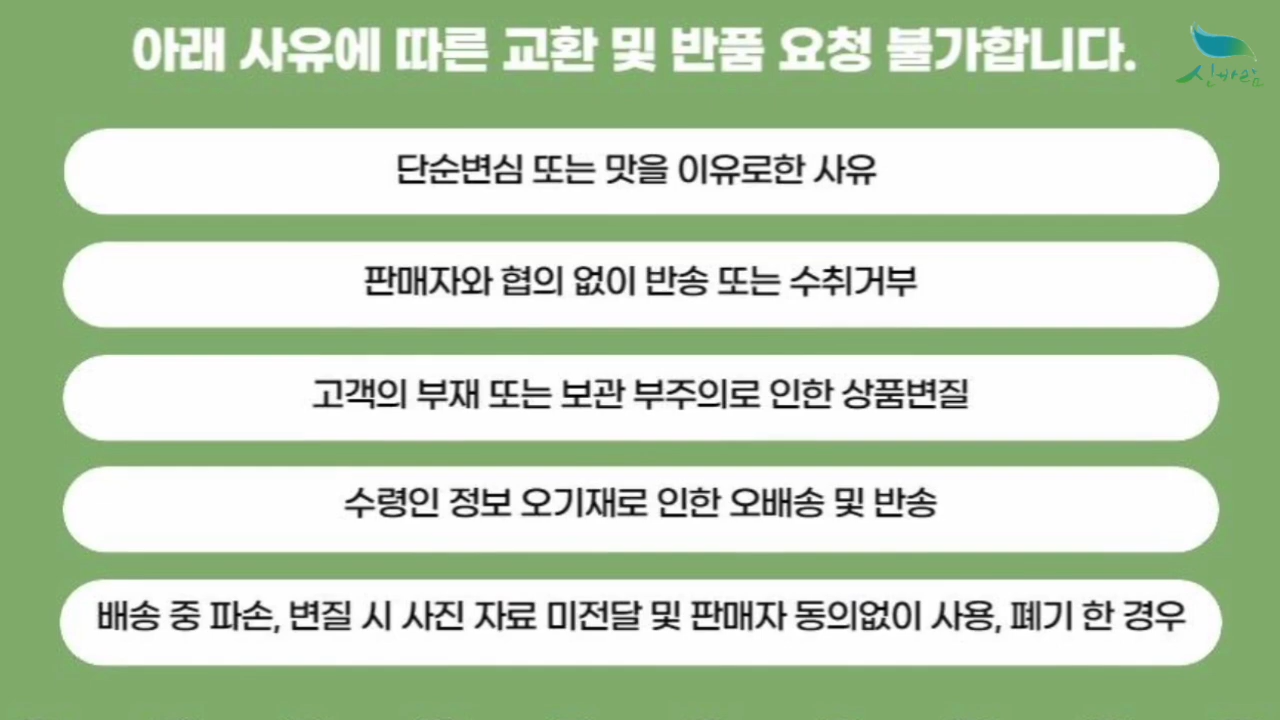 아래 사유에 따른 교환 및 반품 요청 불가합니다.
신바람
단순변심 또는 맛을 이유로한 사유
판매자와 협의 없이 반송 또는 수취거부
고객의 부재 또는 보관 부주의로 인한 상품변질
수령인 정보 오기재로 인한 오배송 및 반송
배송 중 파손, 변질 시 사진 자료 미전달 및 판매자 동의없이 사용, 폐기 한 경우